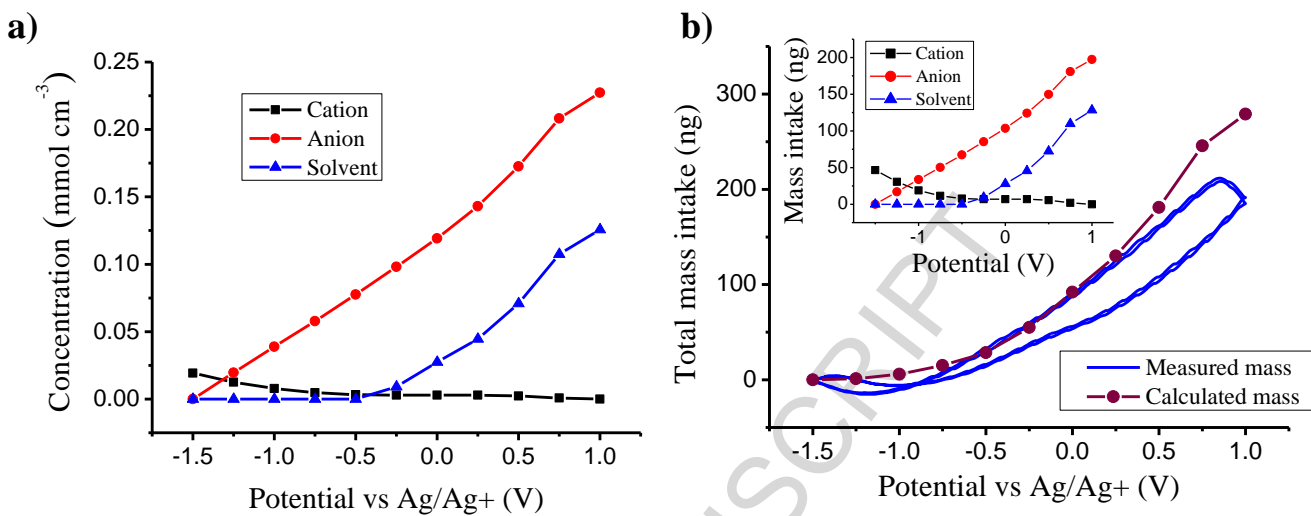 a)
Concentration (mmol cm-3)
0.25
0.20
0.15
0.10
0.05
0.00
Cation
Anion
Solvent
-1.5 -1.0 -0.5 0.0 0.5 1.0
Potential vs Ag/Ag+ (V)
b)
Total mass intake (ng)
300
200
100
0
Mass intake (ng)
200
150
100
50
0
Cation
Anion
Solvent
-1 0 1
Potential (V)
Measured mass
Calculated mass
-1.5 -1.0 -0.5 0.0 0.5 1.0
Potential vs Ag/Ag+ (V)